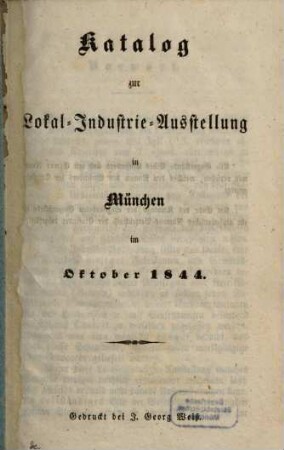 Katalog
zur
Lokal-Industrie-Ausstellung
in
München
im
Oktober 1844.
Gedruckt bei J. Georg Weiß.